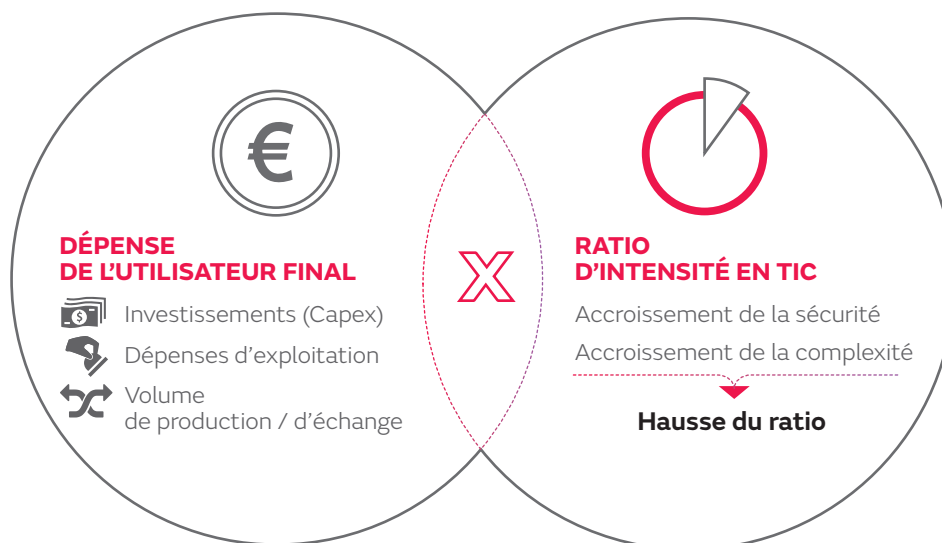 €
DÉPENSE
DE L'UTILISATEUR FINAL
$
Investissements (Capex)
Dépenses d'exploitation
Volume
de production / d'échange
X
RATIO
D'INTENSITÉ EN TIC
Accroissement de la sécurité
Accroissement de la complexité
Hausse du ratio